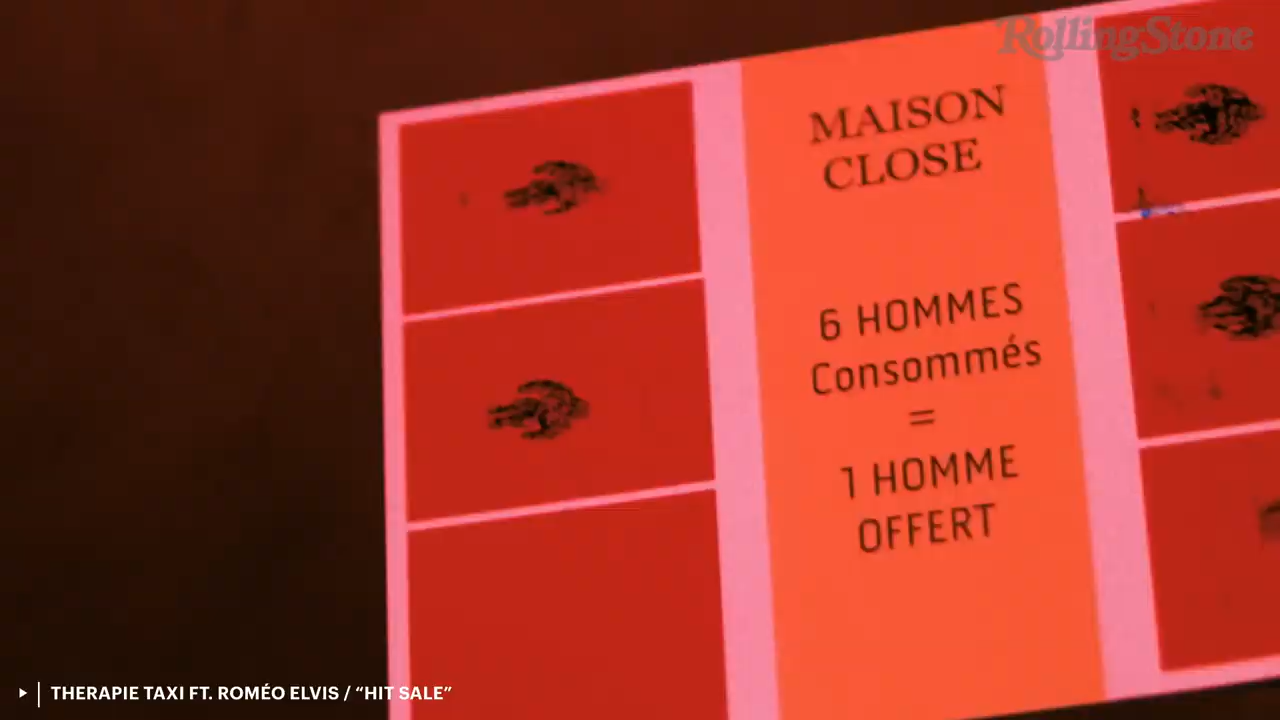 RollingStone
MAISON
CLOSE
6 HOMMES
Consommés
=
1 HOMME
OFFERT
THERAPIE TAXI FT. ROMÉO ELVIS / “HIT SALE”